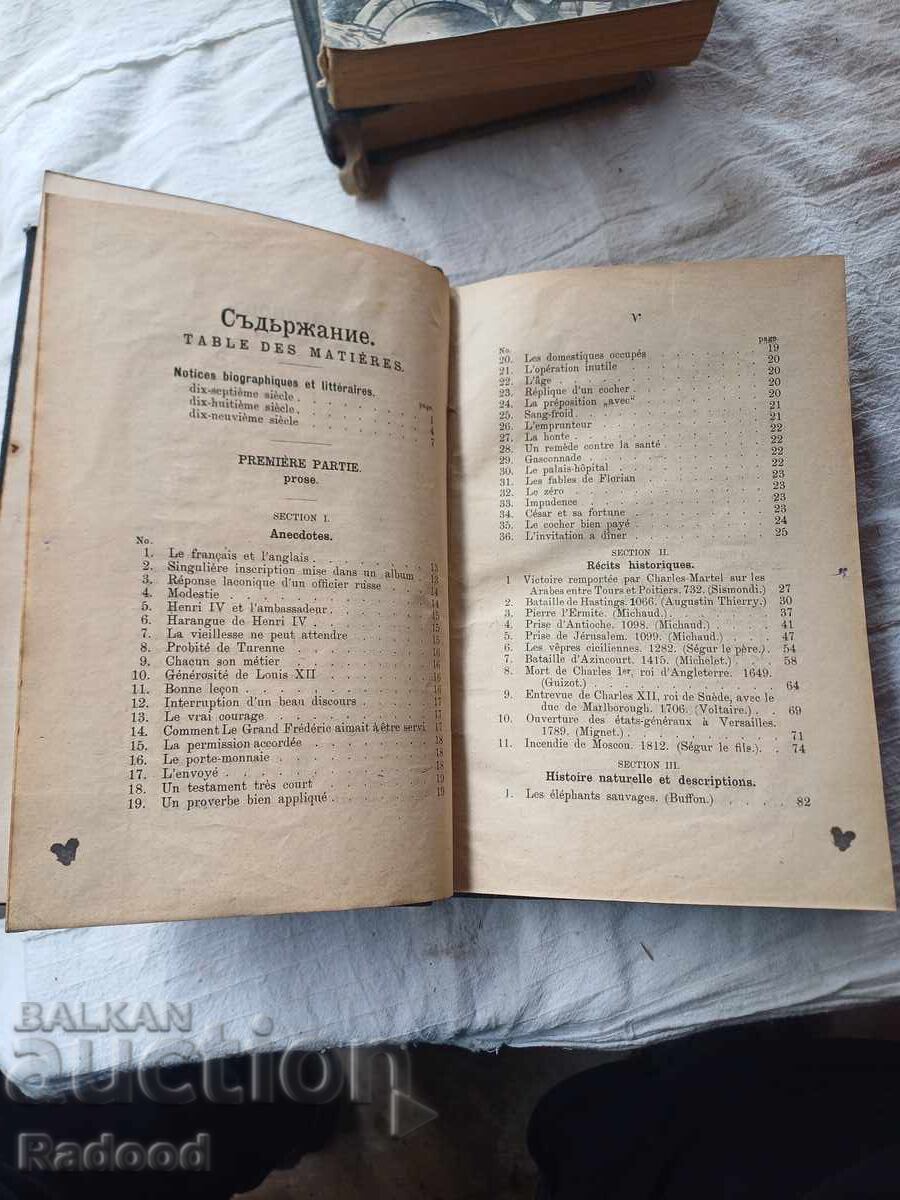 Съдьржание.
TABLE DES MATIÉRES.
Notices biographiques et littéraires.
page.
dix-septième siècle . 1
dix-huitième siècle, 4
dix-neuvième siècle 7
PREMIÈRE PARTIE.
prose.
SECTION I.
Anecdotes.
No.
1. Le français et l'anglais . 13
2. Singulière inscription mise dans un album . 13
3. Réponse laconique d'un officier russe 14
4. Modestie 14
5. Henri IV et l'ambassadeur. 15
6. Harangue de Henri IV . 15
7. La vieillesse ne peut attendre 15
8. Probité de Turenne 16
9. Chacun son métier 16
10. Générosité de Louis XII 16
11. Bonne leçon 16
12. Interruption d'un beau discours 17
13. Le vrai courage 17
14. Comment Le Grand Frédéric aimait à être servi 17
15. La permission accordée 18
16. Le porte-monnaie 18
17. L'envoyé 18
18. Un testament très court 19
19. Un proverbe bien appliqué 19
V
No. page.
20. Les domestiques occupés 19
21. L'opération inutile 20
22. L'âge 20
23. Réplique d'un cocher 20
24. La préposition „avec" 20
25. Sang-froid 21
26. L'emprunteur 21
27. La honte 22
28. Un remède contre la santé 22
29. Gasconnade 22
30. Le palais-hôpital 22
31. Les fables de Florian 23
32. Le zéro 23
33. Impudence 23
34. César et sa fortune 23
35. Le cocher bien payé 24
36. L'invitation a dîner 25
SECTION II.
Récits historiques.
1 Victoire remportée par Charles-Martel sur les
Arabes entre Tours et Poitiers. 732. (Sismondi.) 27
2. Bataille de Hastings. 1066. (Augustin Thierry.) 30
3. Pierre l'Ermite. (Michaud.) 37
4. Prise d'Antioche. 1098. (Michaud.) 41
5. Prise de Jérusalem. 1099. (Michaud.) 47
6. Les vêpres ciciliennes. 1282. (Ségur le père.) 54
7. Bataille d'Azincourt. 1415. (Michelet.) 58
8. Mort de Charles 1er, roi d'Angleterre. 1649.
(Guizot.) 64
9. Entrevue de Charles XII, roi de Suède, avec le
duc de Marlborough. 1706. (Voltaire.) 69
10. Ouverture des états-généraux à Versailles.
1789. (Mignet.) 71
11. Incendie de Moscou. 1812. (Ségur le fils.) 74
SECTION III.
Histoire naturelle et descriptions.
1. Les éléphants sauvages. (Buffon.) 82
BALKAN
auction
Radood